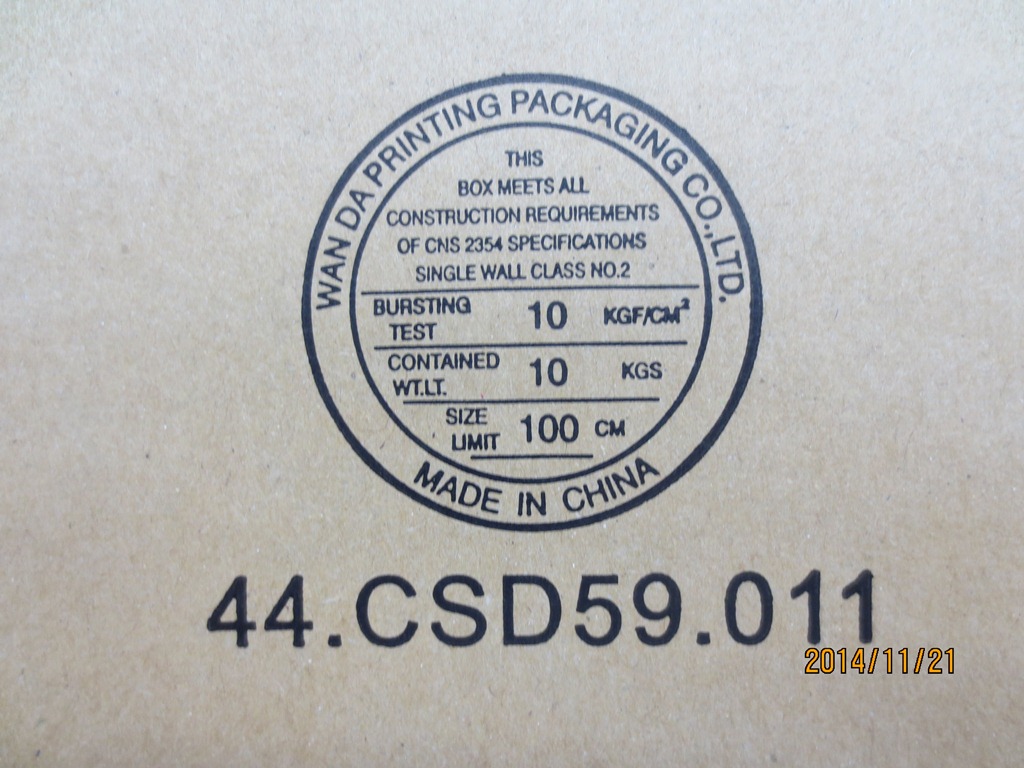 WAN DA PRINTING PACKAGING CO.,LTD.
THIS
BOX MEETS ALL
CONSTRUCTION REQUIREMENTS
OF CNS 2354 SPECIFICATIONS
SINGLE WALL CLASS NO.2
BURSTING TEST 10 KGF/CM²
CONTAINED WT.LT. 10 KGS
SIZE LIMIT 100 CM
MADE IN CHINA
44.CSD59.011
2014/11/21